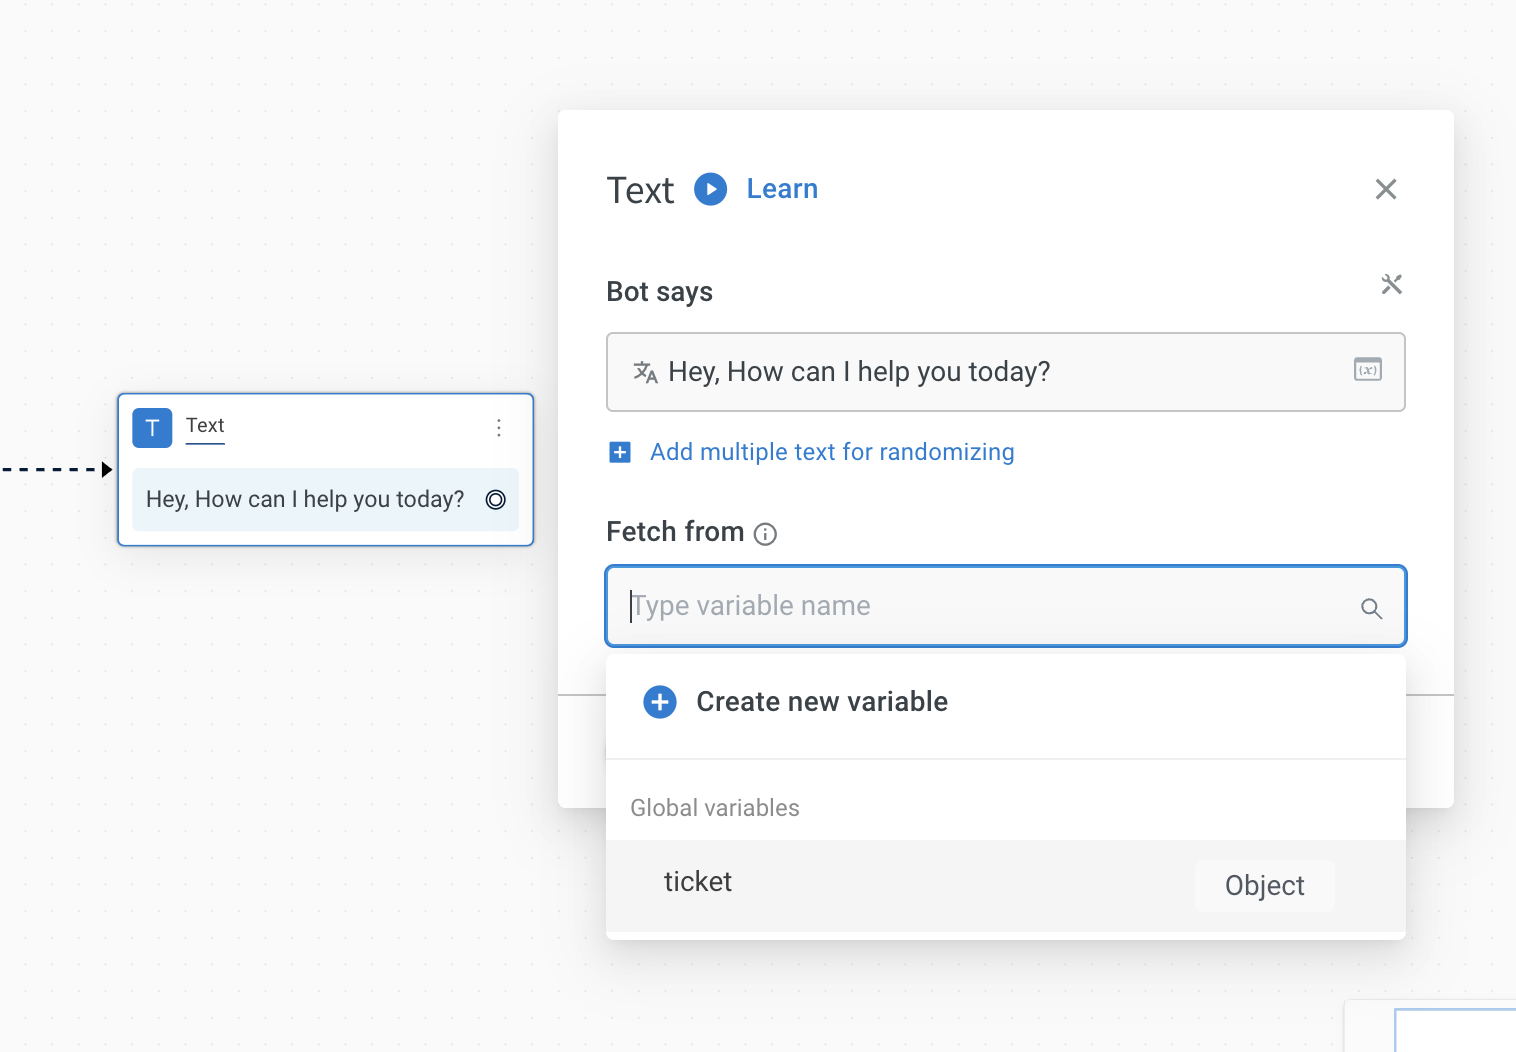 Text
Hey, How can I help you today?
Text Learn
Bot says
Hey, How can I help you today?
Add multiple text for randomizing
Fetch from
Type variable name
Create new variable
Global variables
ticket Object